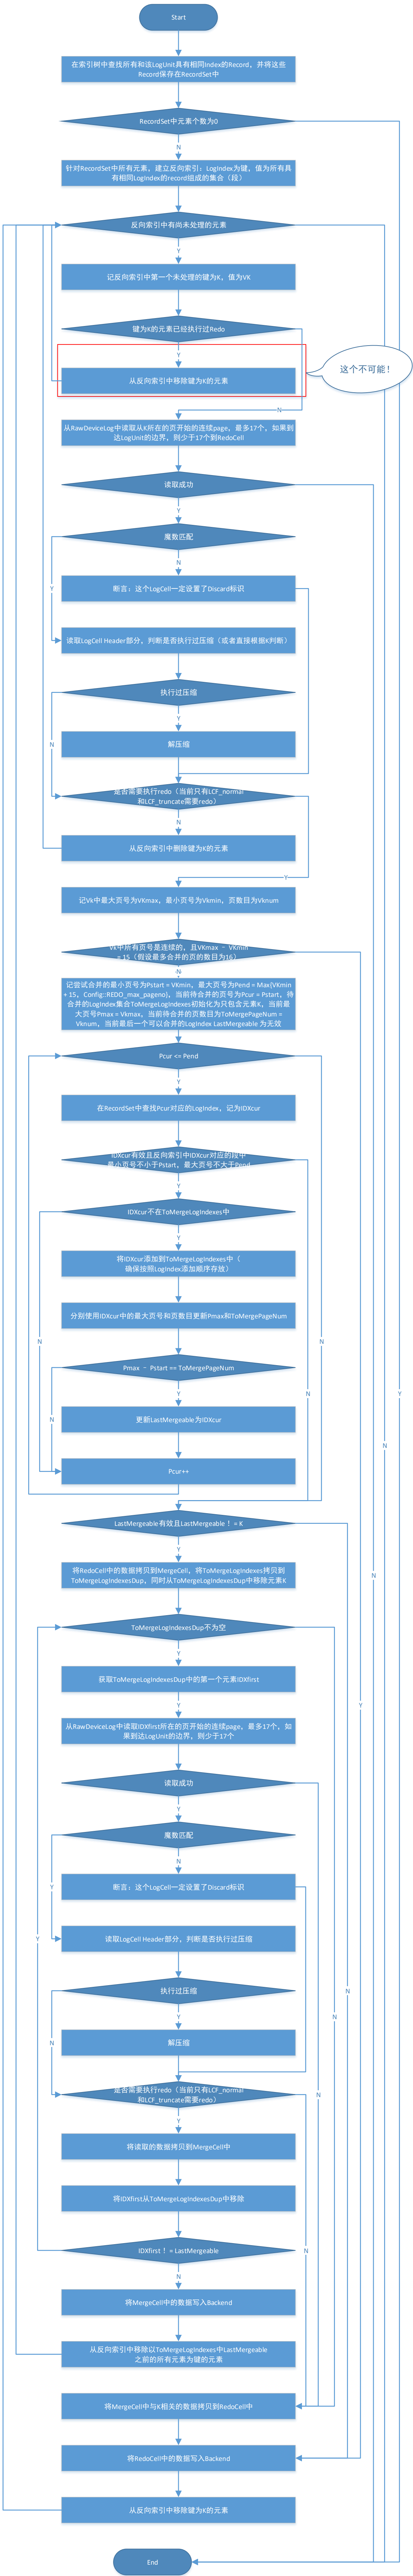 Start
在索引树中查找所有和该LogUnit具有相同Index的Record，并将这些
Record保存在RecordSet中
RecordSet中元素个数为0
N
针对RecordSet中所有元素，建立反向索引：LogIndex为键，值为所有具
有相同LogIndex的record组成的集合（段）
反向索引中有尚未处理的元素
Y
记反向索引中第一个未处理的键为K，值为VK
键为K的元素已经执行过Redo
Y
这个不可能！
从反向索引中移除键为K的元素
N
从RawDeviceLog中读取从K所在的页开始的连续page，最多17个，如果到
达LogUnit的边界，则少于17个到RedoCell
读取成功
Y
魔数匹配
N
Y
断言：这个LogCell一定设置了Discard标识
读取LogCell Header部分，判断是否执行过压缩（或者直接根据K判断）
执行过压缩
Y
N
解压缩
是否需要执行redo（当前只有LCF_normal
和LCF_truncate需要redo）
N
从反向索引中删除键为K的元素
Y
记Vk中最大页号为VKmax，最小页号为Vkmin，页数目为Vknum
Vk中所有页号是连续的，且VKmax - VKmin
= 15（假设最多合并的页的数目为16）
N
记尝试合并的最小页号为Pstart = VKmin，最大页号为Pend = Max(VKmin
+ 15，Config::REDO_max_pageno)，当前待合并的页号为Pcur = Pstart，待
合并的LogIndex集合ToMergeLogIndexes初始化为只包含元素K，当前最
大页号Pmax = Vkmax，当前待合并的页数目为ToMergePageNum =
Vknum，当前最后一个可以合并的LogIndex LastMergeable 为无效
Pcur <= Pend
Y
在RecordSet中查找Pcur对应的LogIndex，记为IDXcur
IDXcur有效且反向索引中IDXcur对应的段中
最小页号不小于Pstart，最大页号不大于Pend
Y
IDXcur不在ToMergeLogIndexes中
Y
将IDXcur添加到ToMergeLogIndexes中（
确保按照LogIndex添加顺序存放）
分别使用IDXcur中的最大页号和页数目更新Pmax和ToMergePageNum
N
N
Pmax - Pstart == ToMergePageNum
Y
N
Y
N
更新LastMergeable为IDXcur
N
Pcur++
LastMergeable有效且LastMergeable！= K
N
Y
将RedoCell中的数据拷贝到MergeCell，将ToMergeLogIndexes拷贝到
ToMergeLogIndexesDup，同时从ToMergeLogIndexesDup中移除元素K
ToMergeLogIndexesDup不为空
Y
获取ToMergeLogIndexesDup中的第一个元素IDXfirst
Y
Y
从RawDeviceLog中读取IDXfirst所在的页开始的连续page，最多17个，如
果到达LogUnit的边界，则少于17个
读取成功
Y
魔数匹配
N
Y
断言：这个LogCell一定设置了Discard标识
读取LogCell Header部分，判断是否执行过压缩
Y
执行过压缩
N
Y
N
N
解压缩
是否需要执行redo（当前只有LCF_normal
和LCF_truncate需要redo）
N
Y
将读取的数据拷贝到MergeCell中
将IDXfirst从ToMergeLogIndexesDup中移除
IDXfirst！= LastMergeable
N
N
将MergeCell中的数据写入Backend
从反向索引中移除以ToMergeLogIndexes中LastMergeable
之前的所有元素为键的元素
将MergeCell中与K相关的数据拷贝到RedoCell中
将RedoCell中的数据写入Backend
从反向索引中移除键为K的元素
End